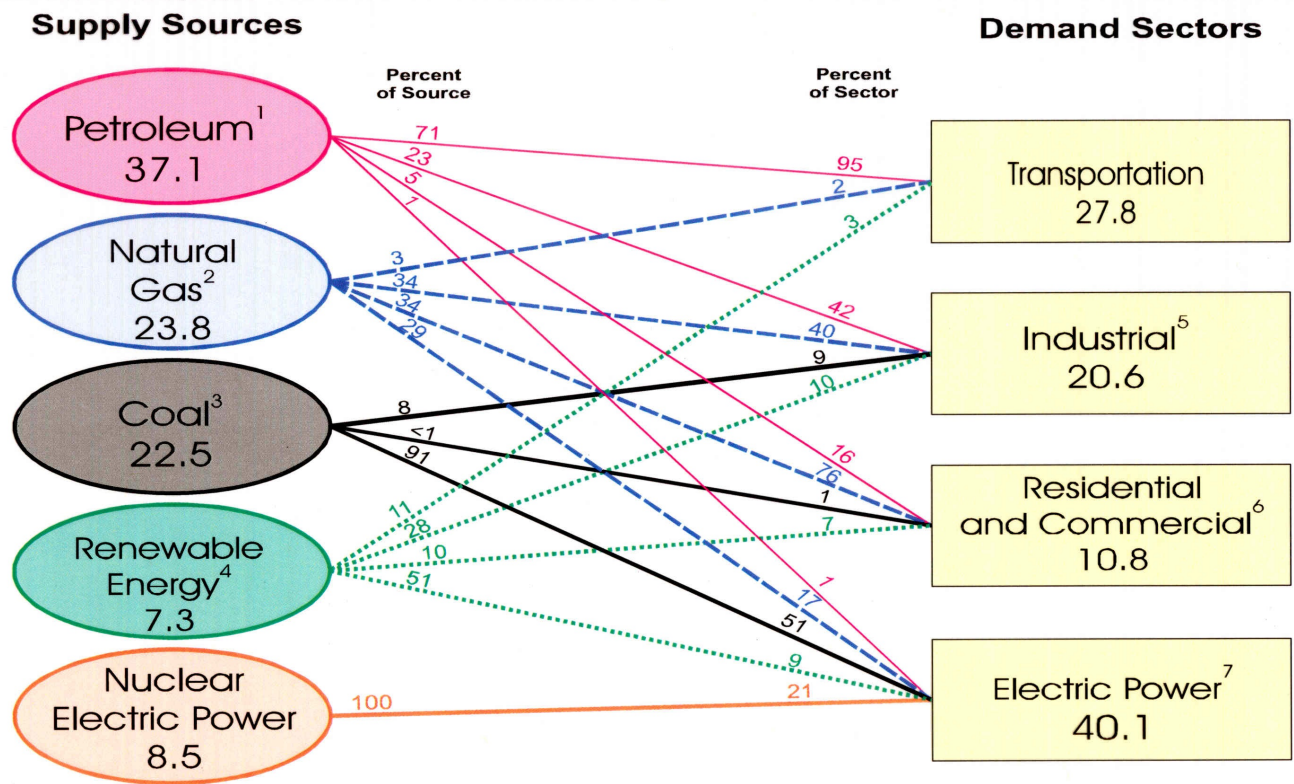 Supply Sources
Demand Sectors
Percent
of Source
Percent
of Sector
Petroleum¹
37.1
Natural
Gas²
23.8
Coal³
22.5
Renewable
Energy⁴
7.3
Nuclear
Electric Power
8.5
71
23
5
1
3
34
34
29
8
<1
91
11
28
10
51
100
95
2
3
42
40
9
10
16
76
1
7
1
17
51
9
21
Transportation
27.8
Industrial⁵
20.6
Residential
and Commercial⁶
10.8
Electric Power⁷
40.1